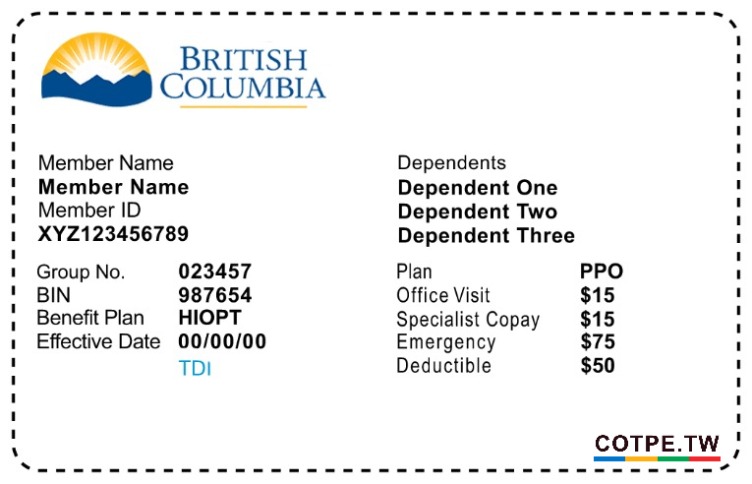 BRITISH
COLUMBIA
Member Name
Member Name
Member ID
XYZ123456789
Dependents
Dependent One
Dependent Two
Dependent Three
Group No. 023457
BIN 987654
Benefit Plan HIOPT
Effective Date 00/00/00
TDI
Plan PPO
Office Visit $15
Specialist Copay $15
Emergency $75
Deductible $50
COTPE.TW